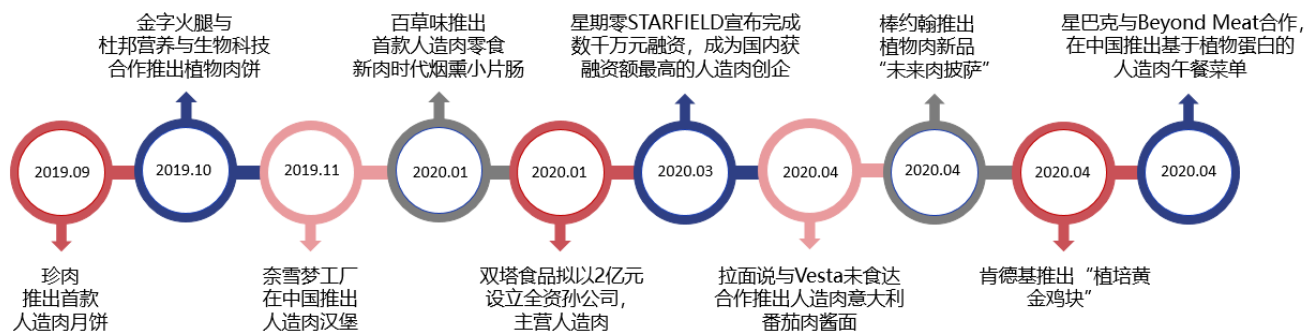 金字火腿与
杜邦营养与生物科技
合作推出植物肉饼
百草味推出
首款人造肉零食
新肉时代烟熏小片肠
星期零STARFIELD宣布完成
数千万元融资，成为国内获
融资额最高的人造肉创企
棒约翰推出
植物肉新品
“未来肉披萨”
星巴克与Beyond Meat合作，
在中国推出基于植物蛋白的
人造肉午餐菜单
2019.09
2019.10
2019.11
2020.01
2020.01
2020.03
2020.04
2020.04
2020.04
2020.04
珍肉
推出首款
人造肉月饼
奈雪梦工厂
在中国推出
人造肉汉堡
双塔食品拟以2亿元
设立全资孙公司，
主营人造肉
拉面说与Vesta未食达
合作推出人造肉意大利
番茄肉酱面
肯德基推出“植培黄
金鸡块”